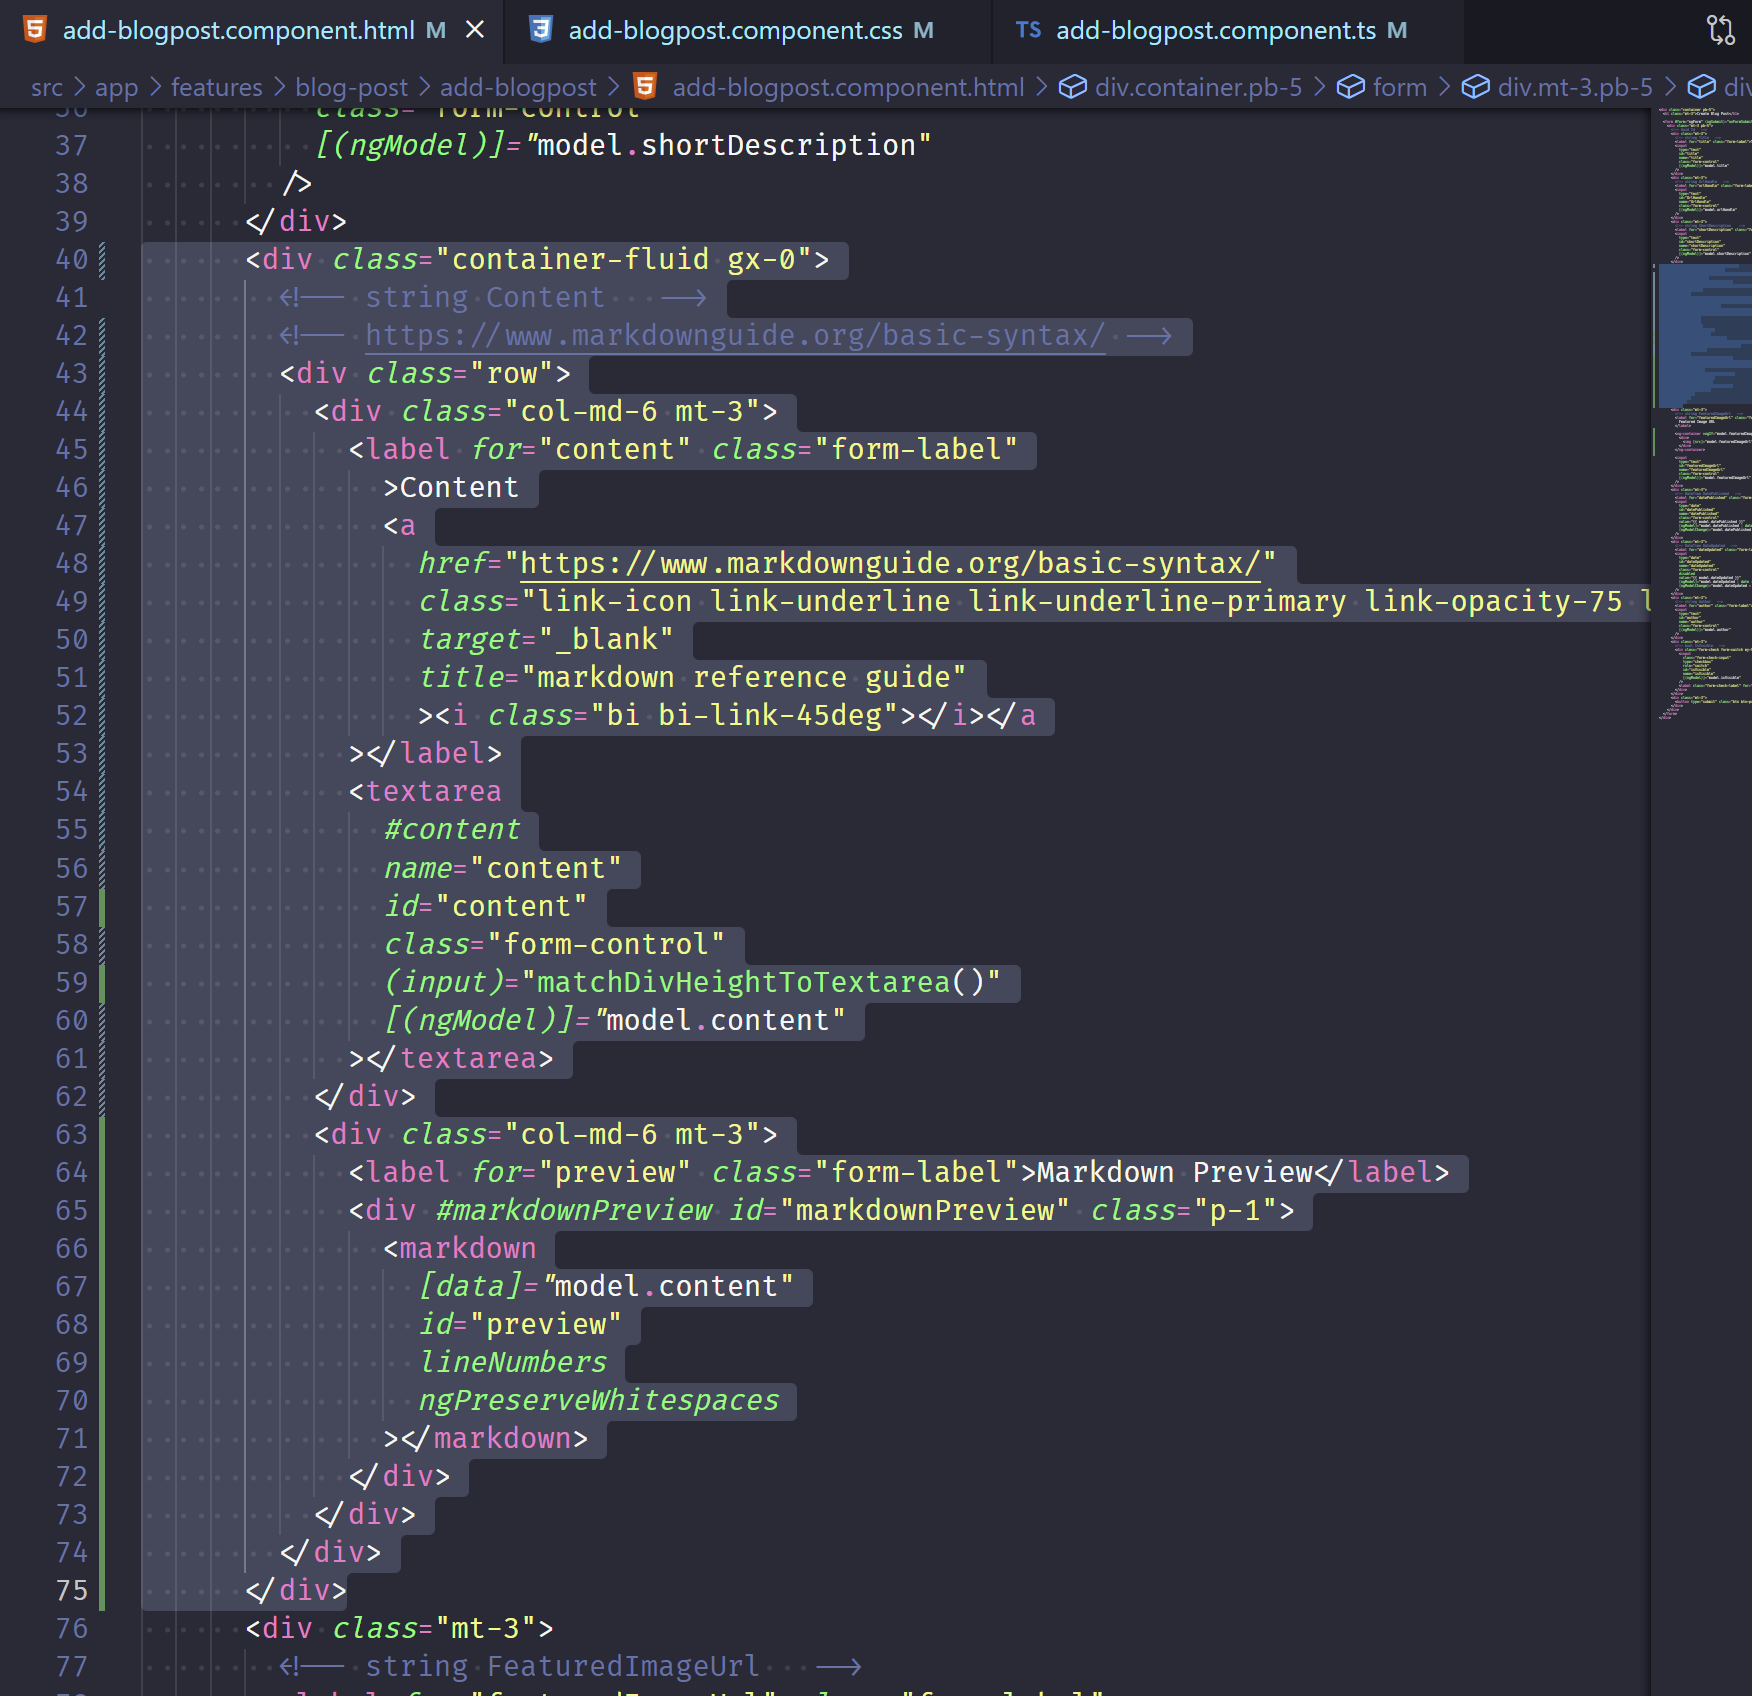 add-blogpost.component.html M
add-blogpost.component.css M
TS add-blogpost.component.ts M
src > app > features > blog-post > add-blogpost > add-blogpost.component.html > div.container.pb-5 > form > div.mt-3.pb-5 > div
36 class="form-control"
37 [(ngModel)]="model.shortDescription"
38 />
39 </div>
40 <div class="container-fluid gx-0">
41 <!-- string Content -->
42 <!-- https://www.markdownguide.org/basic-syntax/ -->
43 <div class="row">
44 <div class="col-md-6 mt-3">
45 <label for="content" class="form-label"
46 >Content
47 <a
48 href="https://www.markdownguide.org/basic-syntax/"
49 class="link-icon link-underline link-underline-primary link-opacity-75 l
50 target="_blank"
51 title="markdown reference guide"
52 ><i class="bi bi-link-45deg"></i></a
53 ></label>
54 <textarea
55 #content
56 name="content"
57 id="content"
58 class="form-control"
59 (input)="matchDivHeightToTextarea()"
60 [(ngModel)]="model.content"
61 ></textarea>
62 </div>
63 <div class="col-md-6 mt-3">
64 <label for="preview" class="form-label">Markdown Preview</label>
65 <div #markdownPreview id="markdownPreview" class="p-1">
66 <markdown
67 [data]="model.content"
68 id="preview"
69 lineNumbers
70 ngPreserveWhitespaces
71 ></markdown>
72 </div>
73 </div>
74 </div>
75 </div>
76 <div class="mt-3">
77 <!-- string FeaturedImageUrl -->
78 <label for="featuredImageUrl" class="form-label"